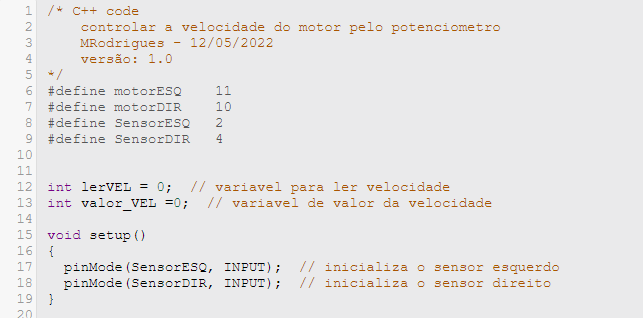 1 /* C++ code
2     controlar a velocidade do motor pelo potenciometro
3     MRodrigues - 12/05/2022
4     versão: 1.0
5 */
6 #define motorESQ    11
7 #define motorDIR    10
8 #define SensorESQ   2
9 #define SensorDIR   4
10
11
12 int lerVEL = 0;  // variavel para ler velocidade
13 int valor_VEL =0;  // variavel de valor da velocidade
14
15 void setup()
16 {
17   pinMode(SensorESQ, INPUT);  // inicializa o sensor esquerdo
18   pinMode(SensorDIR, INPUT);  // inicializa o sensor direito
19 }
20